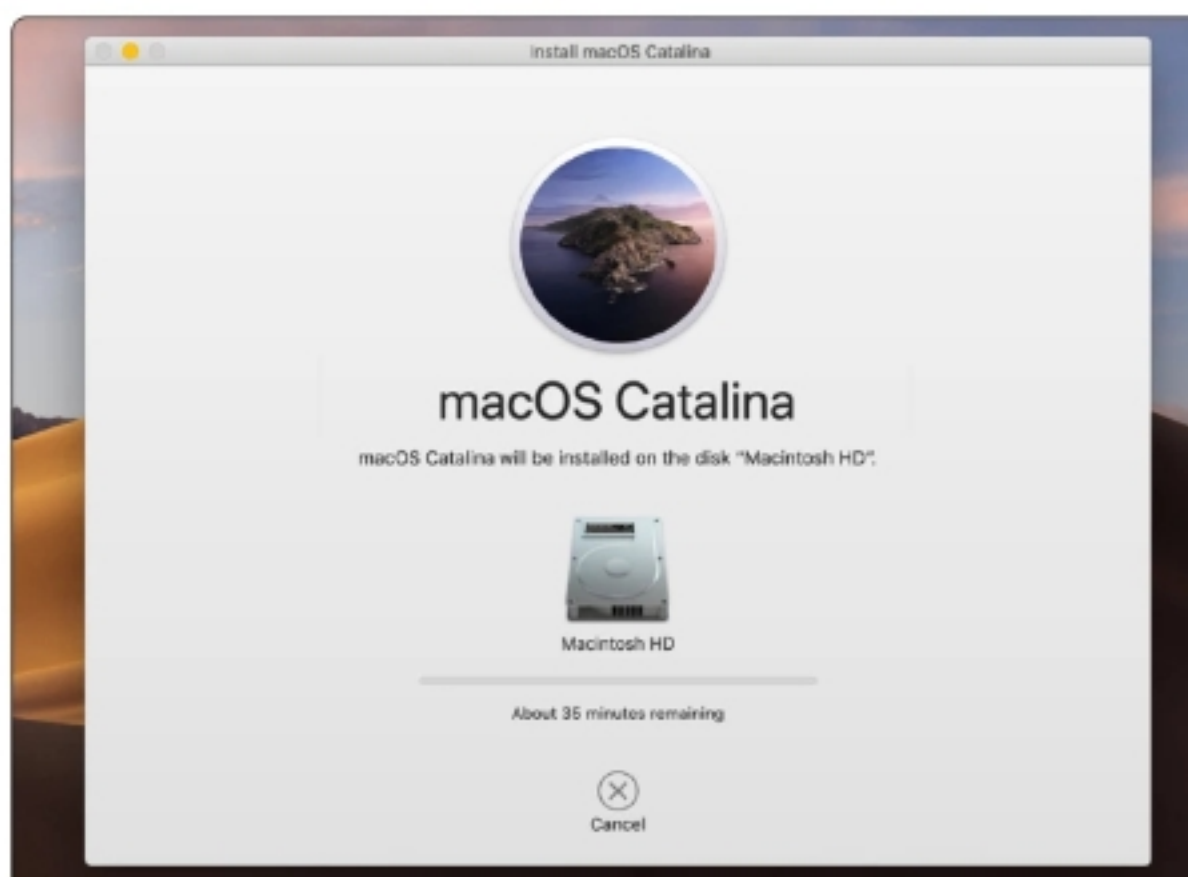 Install macOS Catalina
macOS Catalina
macOS Catalina will be installed on the disk "Macintosh HD".
Macintosh HD
About 35 minutes remaining
Cancel